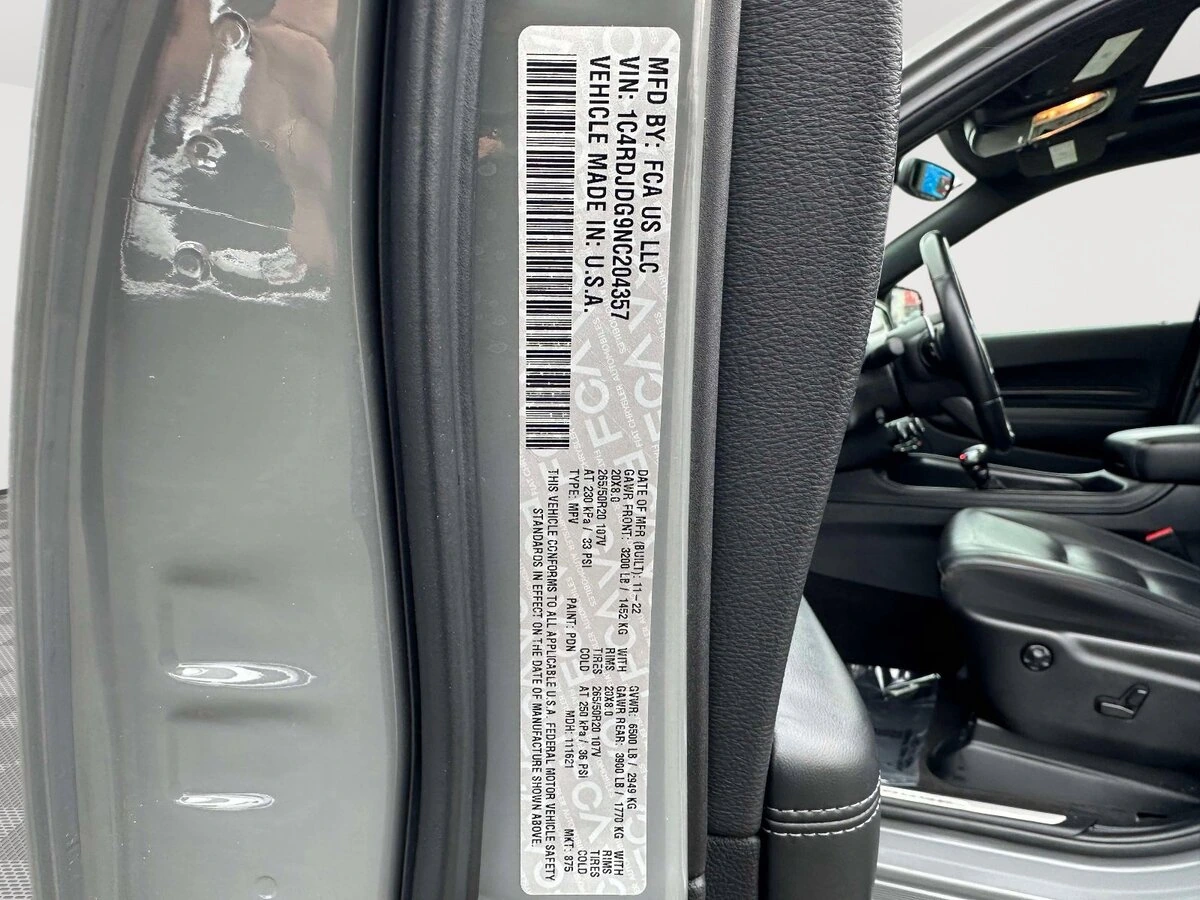 MFD BY: FCA US LLC
VIN: 1C4RDJDG9NC204357
VEHICLE MADE IN: U.S.A.
DATE OF MFR (BUILT): 11-22 GVWR: 6500 LB / 2949 KG
GAWR FRONT: 3200 LB / 1452 KG WITH GAWR REAR: 3900 LB / 1770 KG WITH
20X8.0 RIMS 20X8.0 RIMS
265/50R20 107V TIRES 265/50R20 107V TIRES
AT 230 kPa / 33 PSI COLD AT 250 kPa / 36 PSI COLD
TYPE: MPV PAINT: PDN MDH: 111621 MKT: 875
THIS VEHICLE CONFORMS TO ALL APPLICABLE U.S.A. FEDERAL MOTOR VEHICLE SAFETY
STANDARDS IN EFFECT ON THE DATE OF MANUFACTURE SHOWN ABOVE.
FCA
FIAT CHRYSLER AUTOMOBILES